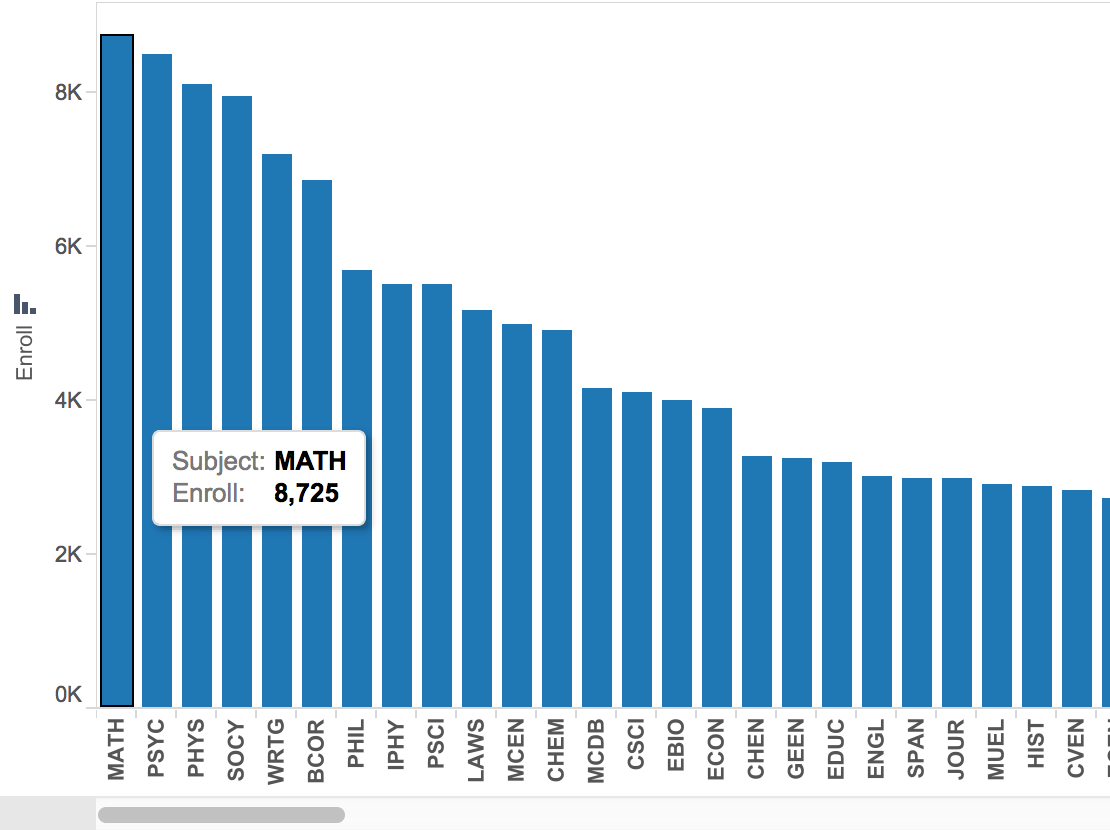 8K
6K
4K
2K
0K
Enroll
Subject: MATH
Enroll: 8,725
MATH
PSYC
PHYS
SOCY
WRTG
BCOR
PHIL
IPHY
PSCI
LAWS
MCEN
CHEM
MCDB
CSCI
EBIO
ECON
CHEN
GEEN
EDUC
ENGL
SPAN
JOUR
MUEL
HIST
CVEN